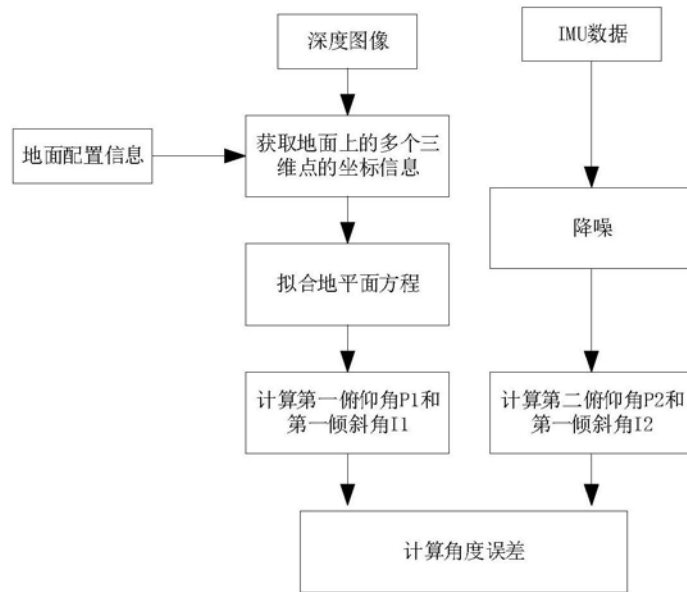 深度图像
IMU数据
地面配置信息
获取地面上的多个三
维点的坐标信息
降噪
拟合地平面方程
计算第一俯仰角P1和
第一倾斜角I1
计算第二俯仰角P2和
第一倾斜角I2
计算角度误差